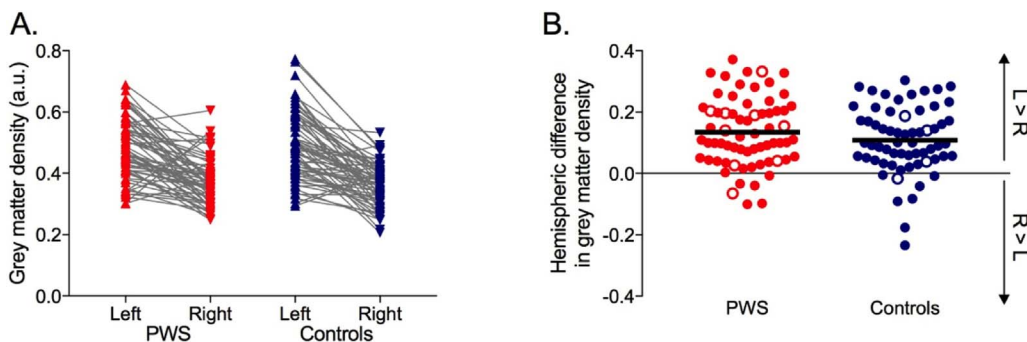 A.
Grey matter density (a.u.)
0.8
0.6
0.4
0.2
0.0
Left
Right
Left
Right
PWS
Controls
B.
Hemispheric difference
in grey matter density
0.4
0.2
0.0
-0.2
-0.4
PWS
Controls
L > R
R > L